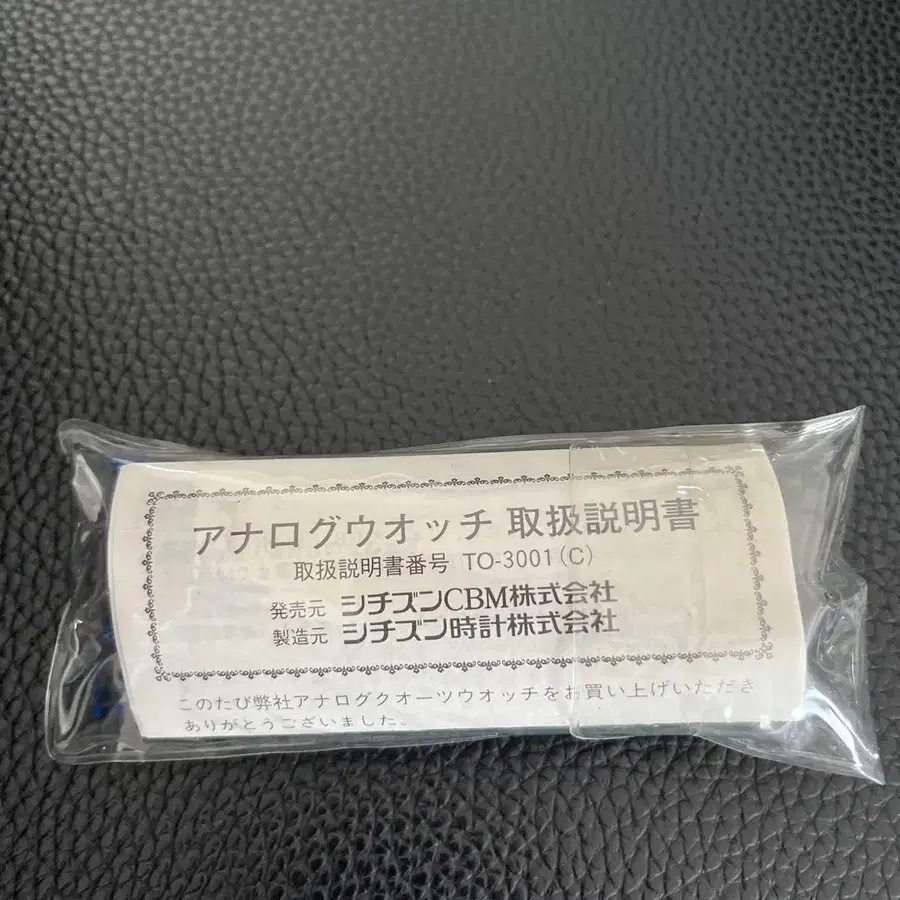 アナログウオッチ 取扱説明書
取扱説明書番号 TO-3001(C)
発売元 シチズンCBM株式会社
製造元 シチズン時計株式会社
このたび弊社アナログクオーツウオッチをお買い上げいただき
ありがとうございました。